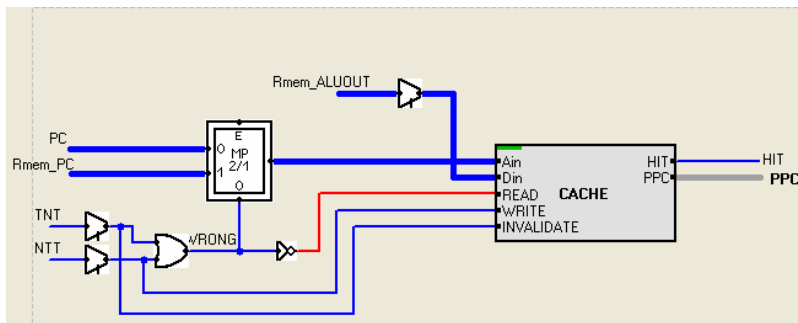 Rmem_ALUOUT
PC
E
0 MP
Rmem_PC
1 2/1
0
Ain
HIT
HIT
Din
PPC
PPC
READ
CACHE
TNT
WRITE
WRONG
INVALIDATE
NTT